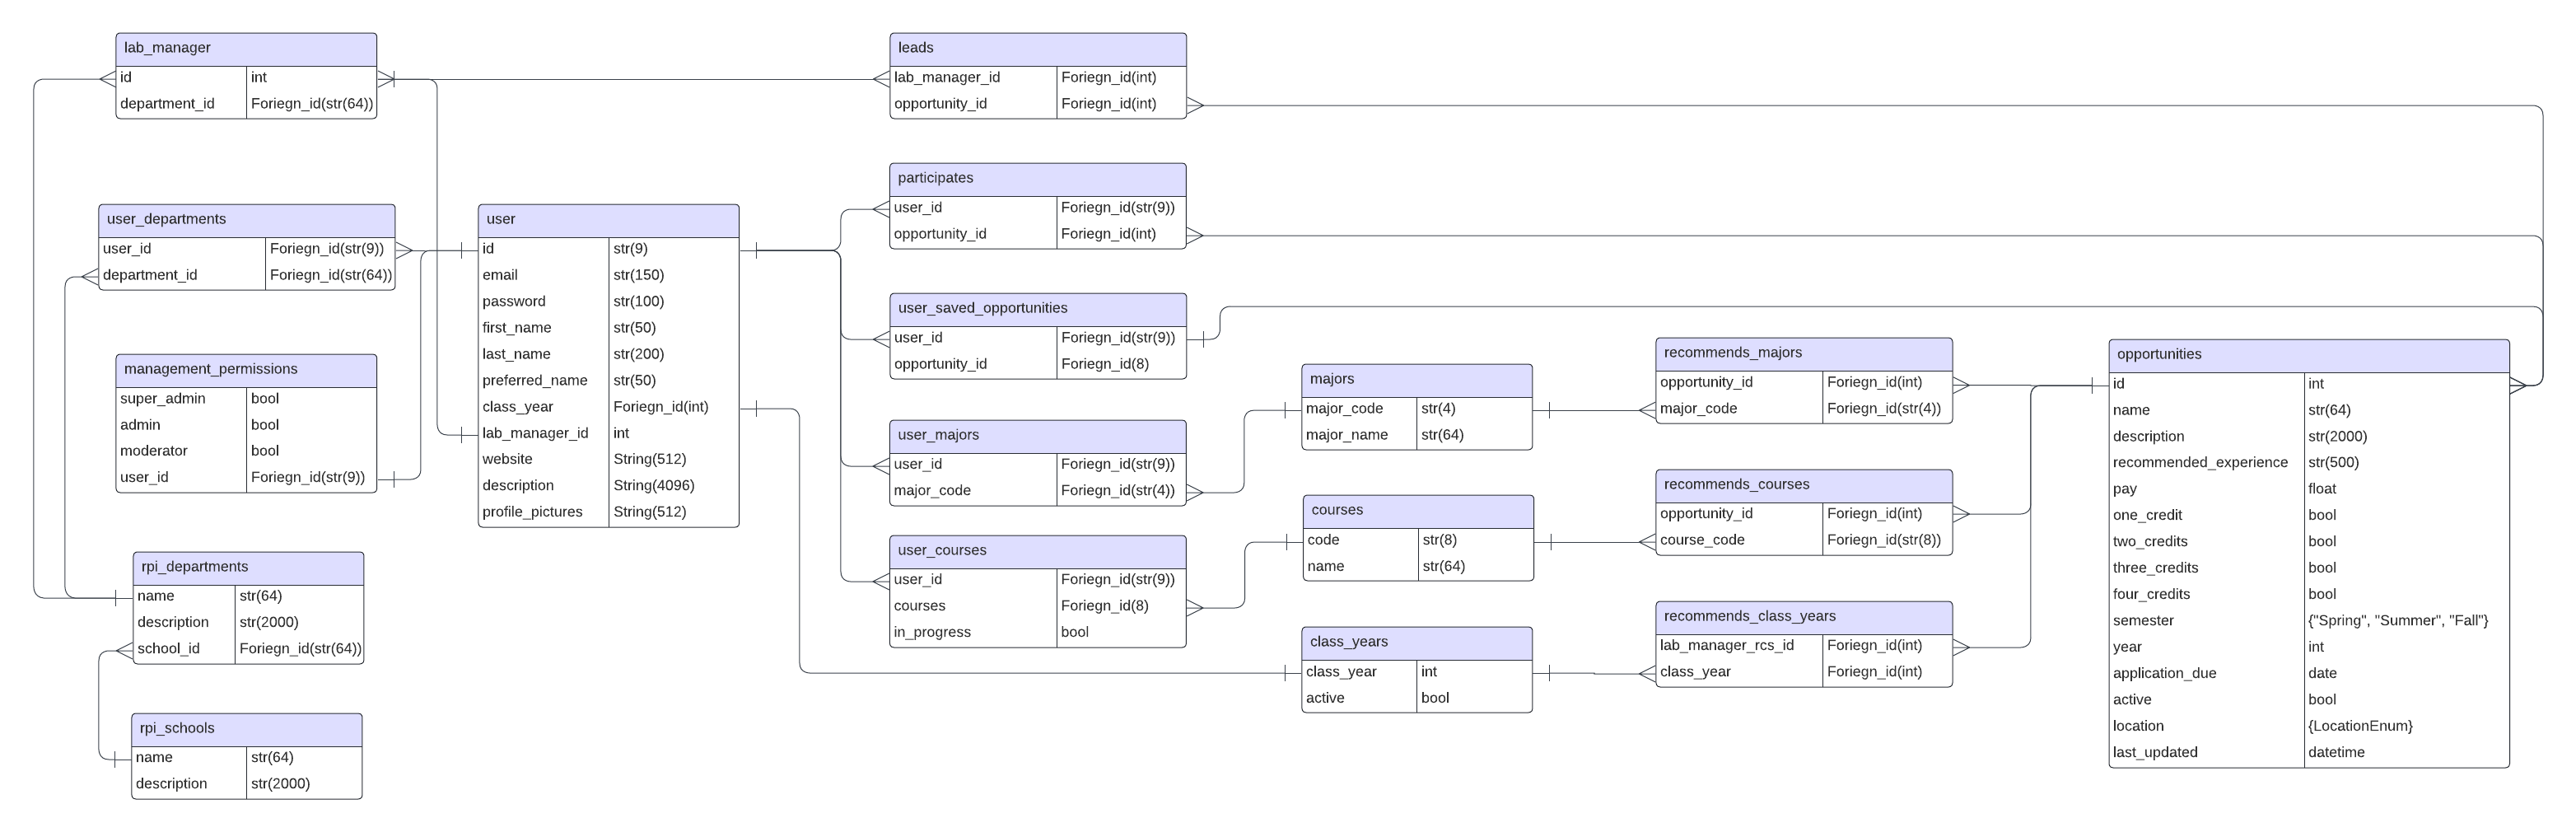 lab_manager
id int
department_id Foriegn_id(str(64))
leads
lab_manager_id Foriegn_id(int)
opportunity_id Foriegn_id(int)
participates
user_id Foriegn_id(str(9))
opportunity_id Foriegn_id(int)
user_departments
user_id Foriegn_id(str(9))
department_id Foriegn_id(str(64))
user
id str(9)
email str(150)
password str(100)
first_name str(50)
last_name str(200)
preferred_name str(50)
class_year Foriegn_id(int)
lab_manager_id int
website String(512)
description String(4096)
profile_pictures String(512)
user_saved_opportunities
user_id Foriegn_id(str(9))
opportunity_id Foriegn_id(8)
management_permissions
super_admin bool
admin bool
moderator bool
user_id Foriegn_id(str(9))
majors
major_code str(4)
major_name str(64)
recommends_majors
opportunity_id Foriegn_id(int)
major_code Foriegn_id(str(4))
opportunities
id int
name str(64)
description str(2000)
recommended_experience str(500)
pay float
one_credit bool
two_credits bool
three_credits bool
four_credits bool
semester {"Spring", "Summer", "Fall"}
year int
application_due date
active bool
location {LocationEnum}
last_updated datetime
user_majors
user_id Foriegn_id(str(9))
major_code Foriegn_id(str(4))
courses
code str(8)
name str(64)
recommends_courses
opportunity_id Foriegn_id(int)
course_code Foriegn_id(str(8))
user_courses
user_id Foriegn_id(str(9))
courses Foriegn_id(8)
in_progress bool
rpi_departments
name str(64)
description str(2000)
school_id Foriegn_id(str(64))
class_years
class_year int
active bool
recommends_class_years
lab_manager_rcs_id Foriegn_id(int)
class_year Foriegn_id(int)
rpi_schools
name str(64)
description str(2000)